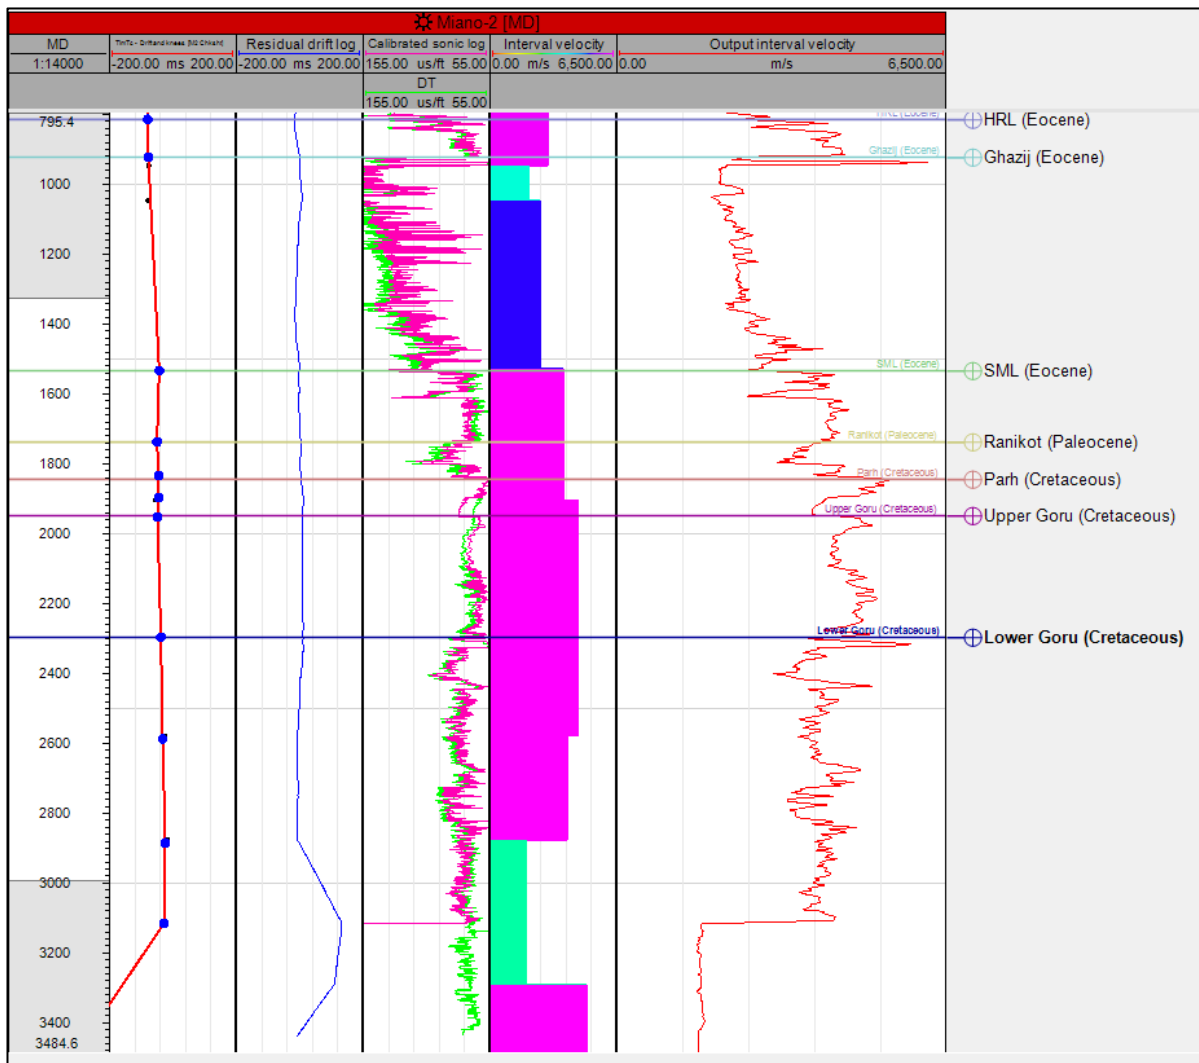 Miano-2 [MD]
MD
Residual drift log
Calibrated sonic log
Interval velocity
Output interval velocity
1:14000
-200.00 ms 200.00
-200.00 ms 200.00
155.00 us/ft 55.00
0.00 m/s 6,500.00
0.00 m/s 6,500.00
DT
155.00 us/ft 55.00
795.4
HRL (Eocene)
HRL (Eocene)
Ghazij (Eocene)
Ghazij (Eocene)
1000
1200
1400
SML (Eocene)
SML (Eocene)
1600
Ranikot (Paleocene)
Ranikot (Paleocene)
1800
Parh (Cretaceous)
Parh (Cretaceous)
Upper Goru (Cretaceous)
Upper Goru (Cretaceous)
2000
2200
Lower Goru (Cretaceous)
Lower Goru (Cretaceous)
2400
2600
2800
3000
3200
3400
3484.6